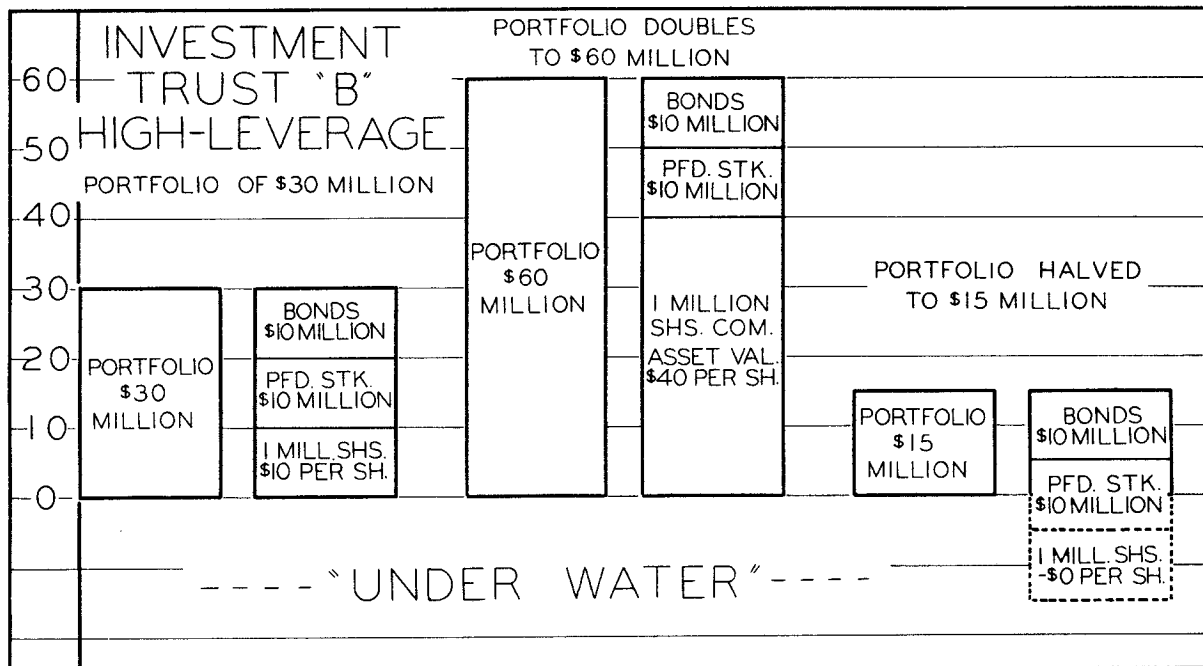 INVESTMENT
TRUST "B"
HIGH-LEVERAGE
PORTFOLIO OF $30 MILLION
PORTFOLIO DOUBLES
TO $60 MILLION
PORTFOLIO HALVED
TO $15 MILLION
60
50
40
30
20
10
0
PORTFOLIO
$30
MILLION
BONDS
$10 MILLION
PFD. STK.
$10 MILLION
1 MILL. SHS.
$10 PER SH.
PORTFOLIO
$60
MILLION
BONDS
$10 MILLION
PFD. STK.
$10 MILLION
1 MILLION
SHS. COM.
ASSET VAL.
$40 PER SH.
PORTFOLIO
$15
MILLION
BONDS
$10 MILLION
PFD. STK.
$10 MILLION
1 MILL. SHS.
-$0 PER SH.
---- "UNDER WATER" ----